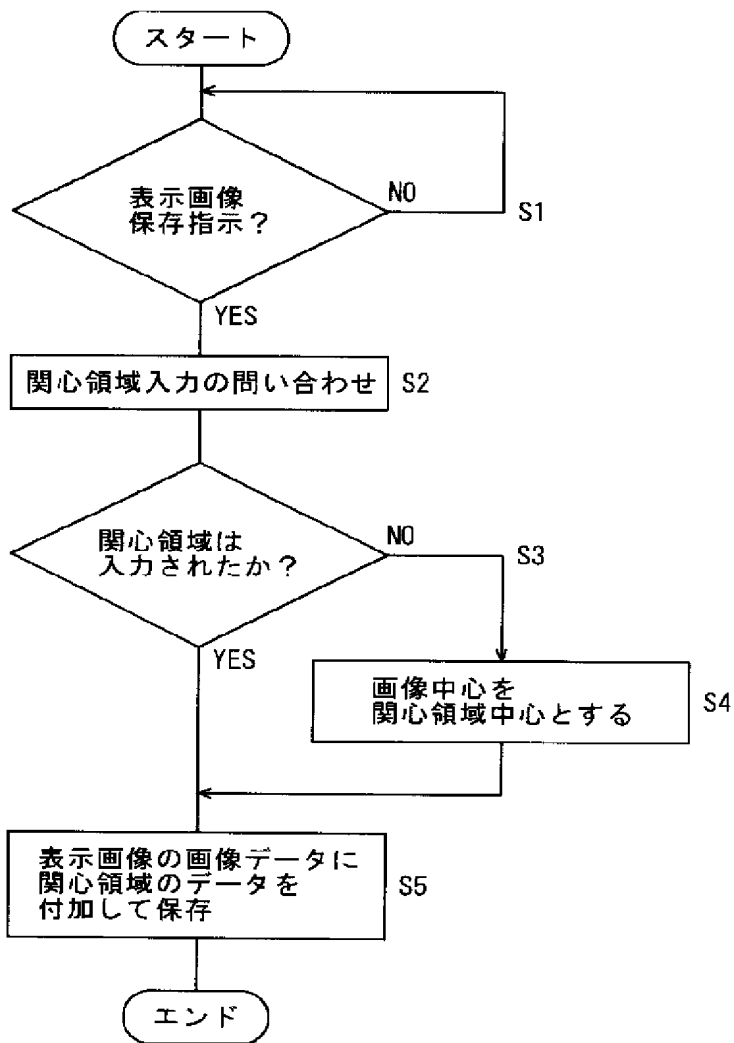 スタート
表示画像
保存指示?
NO
S1
YES
関心領域入力の問い合わせ
S2
関心領域は
入力されたか?
NO
S3
YES
画像中心を
関心領域中心とする
S4
表示画像の画像データに
関心領域のデータを
付加して保存
S5
エンド